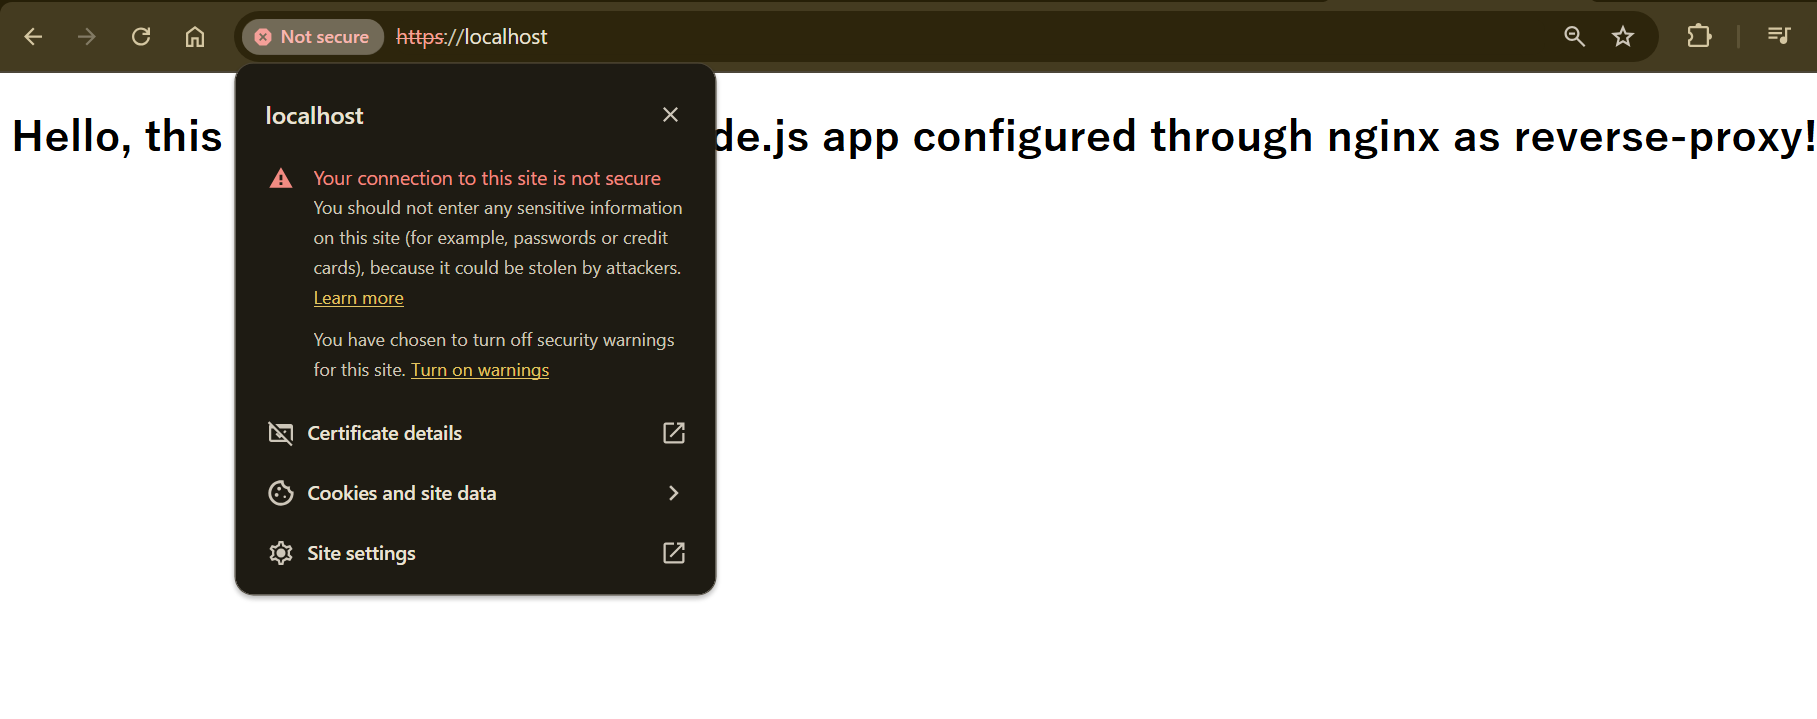 Not secure https://localhost
Hello, this de.js app configured through nginx as reverse-proxy!
localhost
Your connection to this site is not secure
You should not enter any sensitive information
on this site (for example, passwords or credit
cards), because it could be stolen by attackers.
Learn more
You have chosen to turn off security warnings
for this site. Turn on warnings
Certificate details
Cookies and site data
Site settings